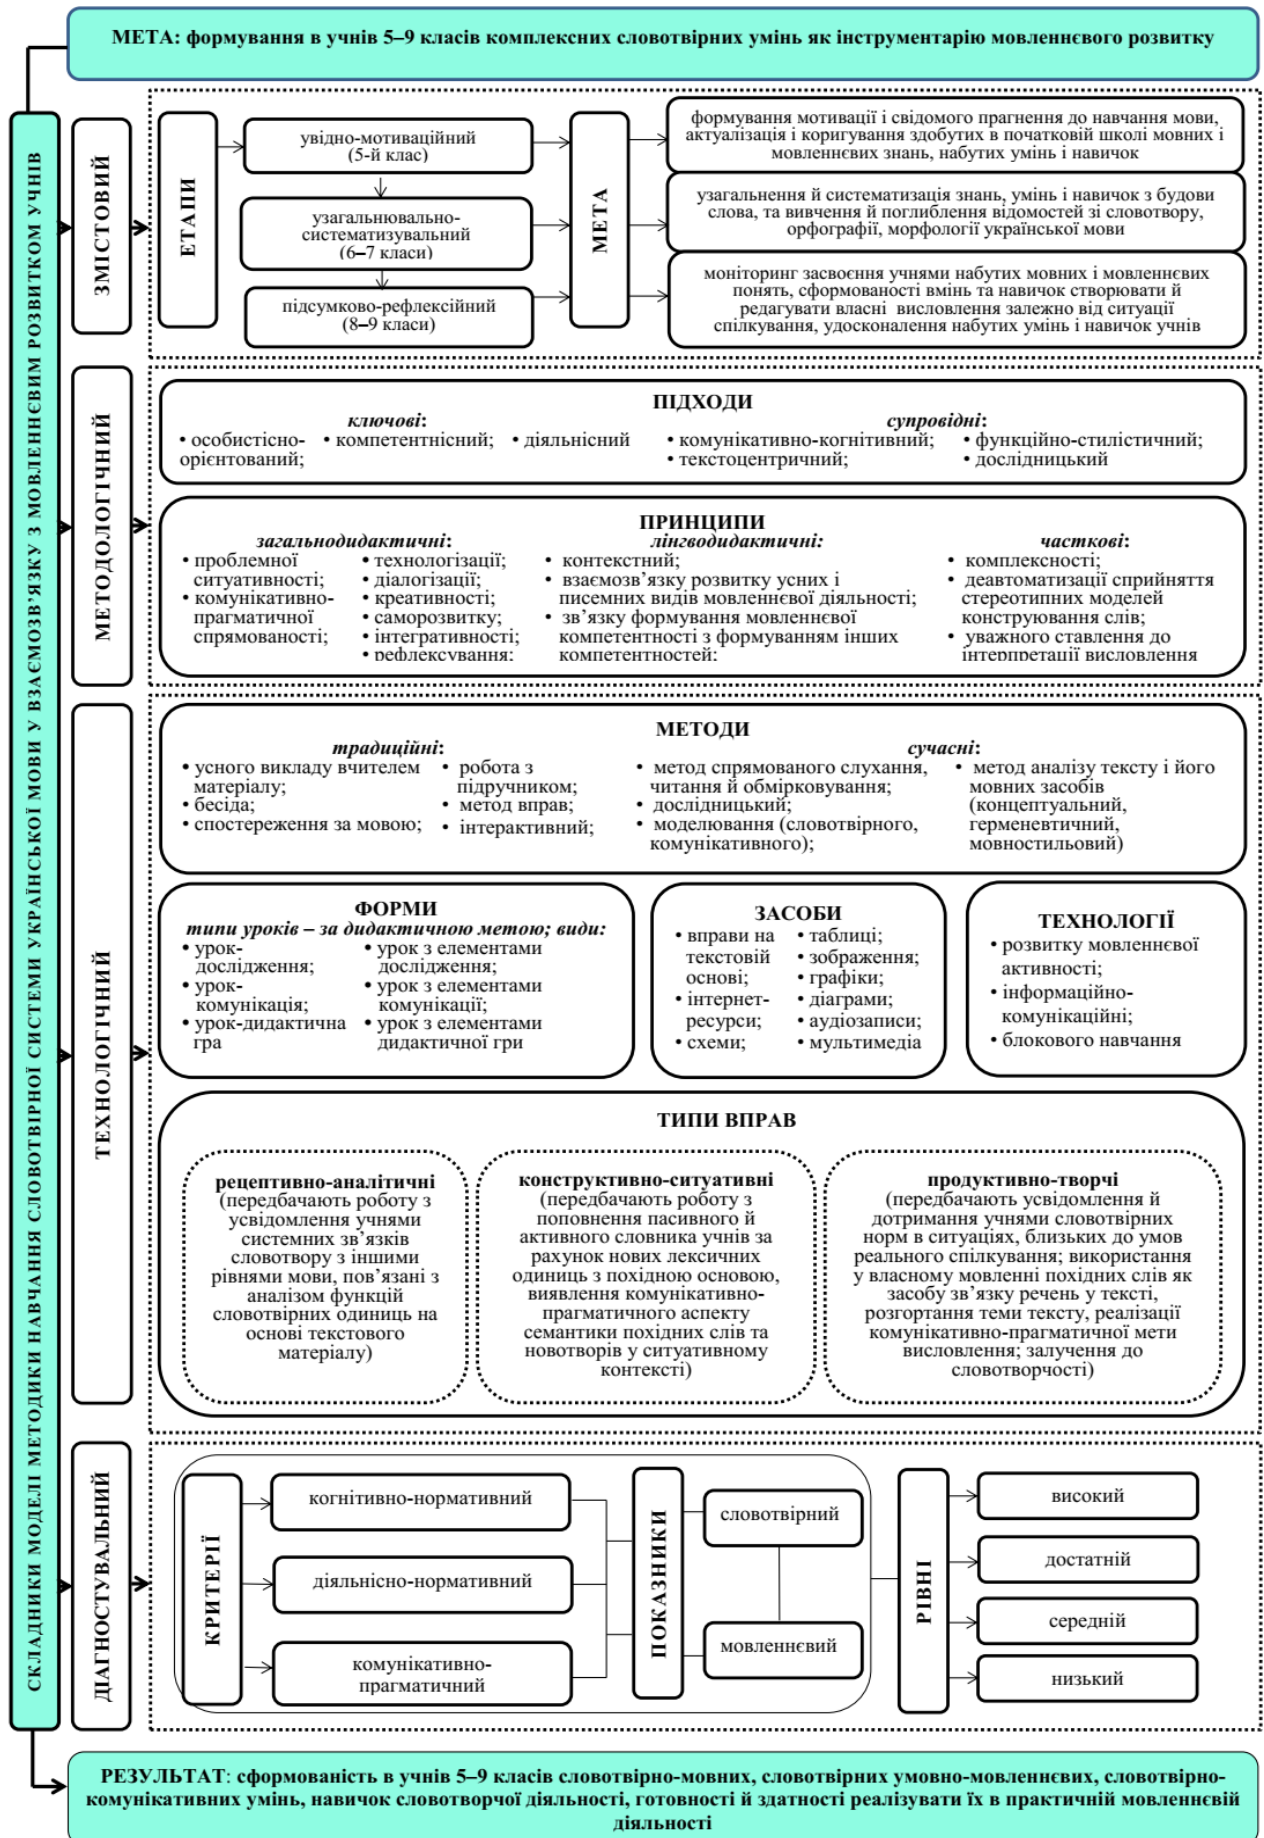 МЕТА: формування в учнів 5–9 класів комплексних словотвірних умінь як інструментарію мовленнєвого розвитку
СКЛАДНИКИ МОДЕЛІ МЕТОДИКИ НАВЧАННЯ СЛОВОТВІРНОЇ СИСТЕМИ УКРАЇНСЬКОЇ МОВИ У ВЗАЄМОЗВ'ЯЗКУ З МОВЛЕННЄВИМ РОЗВИТКОМ УЧНІВ
ЗМІСТОВИЙ
ЕТАПИ
увідно-мотиваційний
(5-й клас)
узагальнювально-
систематизувальний
(6–7 класи)
підсумково-рефлексійний
(8–9 класи)
МЕТА
формування мотивації і свідомого прагнення до навчання мови,
актуалізація і коригування здобутих в початковій школі мовних і
мовленнєвих знань, набутих умінь і навичок
узагальнення й систематизація знань, умінь і навичок з будови
слова, та вивчення й поглиблення відомостей зі словотвору,
орфографії, морфології української мови
моніторинг засвоєння учнями набутих мовних і мовленнєвих
понять, сформованості вмінь та навичок створювати й
редагувати власні висловлення залежно від ситуації
спілкування, удосконалення набутих умінь і навичок учнів
МЕТОДОЛОГІЧНИЙ
ПІДХОДИ
ключові:
• особистісно-
орієнтований;
• компетентнісний;
• діяльнісний
супровідні:
• комунікативно-когнітивний;
• текстоцентричний;
• функційно-стилістичний;
• дослідницький
ПРИНЦИПИ
загальнодидактичні:
• проблемної
ситуативності;
• комунікативно-
прагматичної
спрямованості;
• технологізації;
• діалогізації;
• креативності;
• саморозвитку;
• інтегративності;
• рефлексування;
лінгводидактичні:
• контекстний;
• взаємозв'язку розвитку усних і
писемних видів мовленнєвої діяльності;
• зв'язку формування мовленнєвої
компетентності з формуванням інших
компетентностей;
часткові:
• комплексності;
• деавтоматизації сприйняття
стереотипних моделей
конструювання слів;
• уважного ставлення до
інтерпретації висловлення
ТЕХНОЛОГІЧНИЙ
МЕТОДИ
традиційні:
• усного викладу вчителем
матеріалу;
• бесіда;
• спостереження за мовою;
• робота з
підручником;
• метод вправ;
• інтерактивний;
сучасні:
• метод спрямованого слухання,
читання й обмірковування;
• дослідницький;
• моделювання (словотвірного,
комунікативного);
• метод аналізу тексту і його
мовних засобів
(концептуальний,
герменевтичний,
мовностильовий)
ФОРМИ
типи уроків – за дидактичною метою; види:
• урок-
дослідження;
• урок-
комунікація;
• урок-дидактична
гра
• урок з елементами
дослідження;
• урок з елементами
комунікації;
• урок з елементами
дидактичної гри
ЗАСОБИ
• вправи на
текстовій
основі;
• інтернет-
ресурси;
• схеми;
• таблиці;
• зображення;
• графіки;
• діаграми;
• аудіозаписи;
• мультимедіа
ТЕХНОЛОГІЇ
• розвитку мовленнєвої
активності;
• інформаційно-
комунікаційні;
• блокового навчання
ТИПИ ВПРАВ
рецептивно-аналітичні
(передбачають роботу з
усвідомлення учнями
системних зв'язків
словотвору з іншими
рівнями мови, пов'язані з
аналізом функцій
словотвірних одиниць на
основі текстового
матеріалу)
конструктивно-ситуативні
(передбачають роботу з
поповнення пасивного й
активного словника учнів за
рахунок нових лексичних
одиниць з похідною основою,
виявлення комунікативно-
прагматичного аспекту
семантики похідних слів та
новотворів у ситуативному
контексті)
продуктивно-творчі
(передбачають усвідомлення й
дотримання учнями словотвірних
норм в ситуаціях, близьких до умов
реального спілкування; використання
у власному мовленні похідних слів як
засобу зв'язку речень у тексті,
розгортання теми тексту, реалізації
комунікативно-прагматичної мети
висловлення; залучення до
словотворчості)
ДІАГНОСТУВАЛЬНИЙ
КРИТЕРІЇ
когнітивно-нормативний
діяльнісно-нормативний
комунікативно-
прагматичний
ПОКАЗНИКИ
словотвірний
мовленнєвий
РІВНІ
високий
достатній
середній
низький
РЕЗУЛЬТАТ: сформованість в учнів 5–9 класів словотвірно-мовних, словотвірних умовно-мовленнєвих, словотвірно-
комунікативних умінь, навичок словотворчої діяльності, готовності й здатності реалізувати їх в практичній мовленнєвій
діяльності